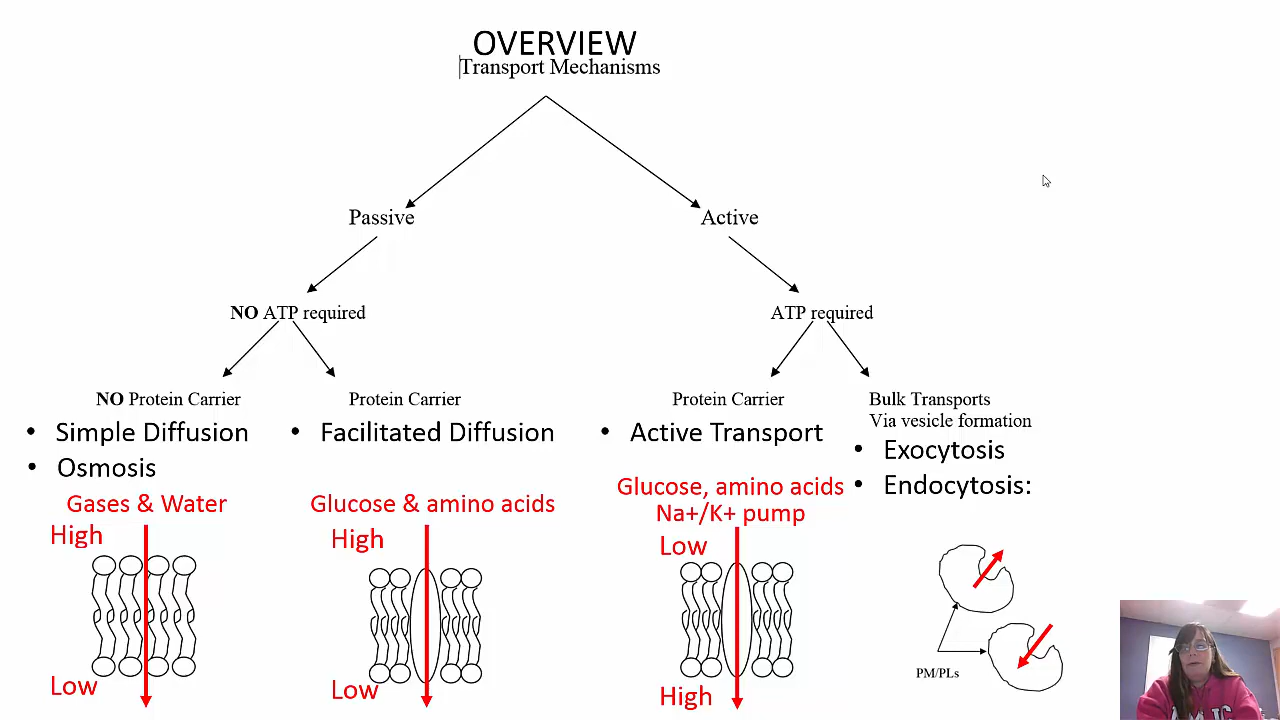 OVERVIEW
Transport Mechanisms
Passive
Active
NO ATP required
ATP required
NO Protein Carrier
Protein Carrier
Protein Carrier
Bulk Transports
Via vesicle formation
• Simple Diffusion
• Osmosis
• Facilitated Diffusion
• Active Transport
• Exocytosis
• Endocytosis:
Gases & Water
High
Low
Glucose & amino acids
High
Low
Glucose, amino acids
Na+/K+ pump
Low
High
PM/PLs